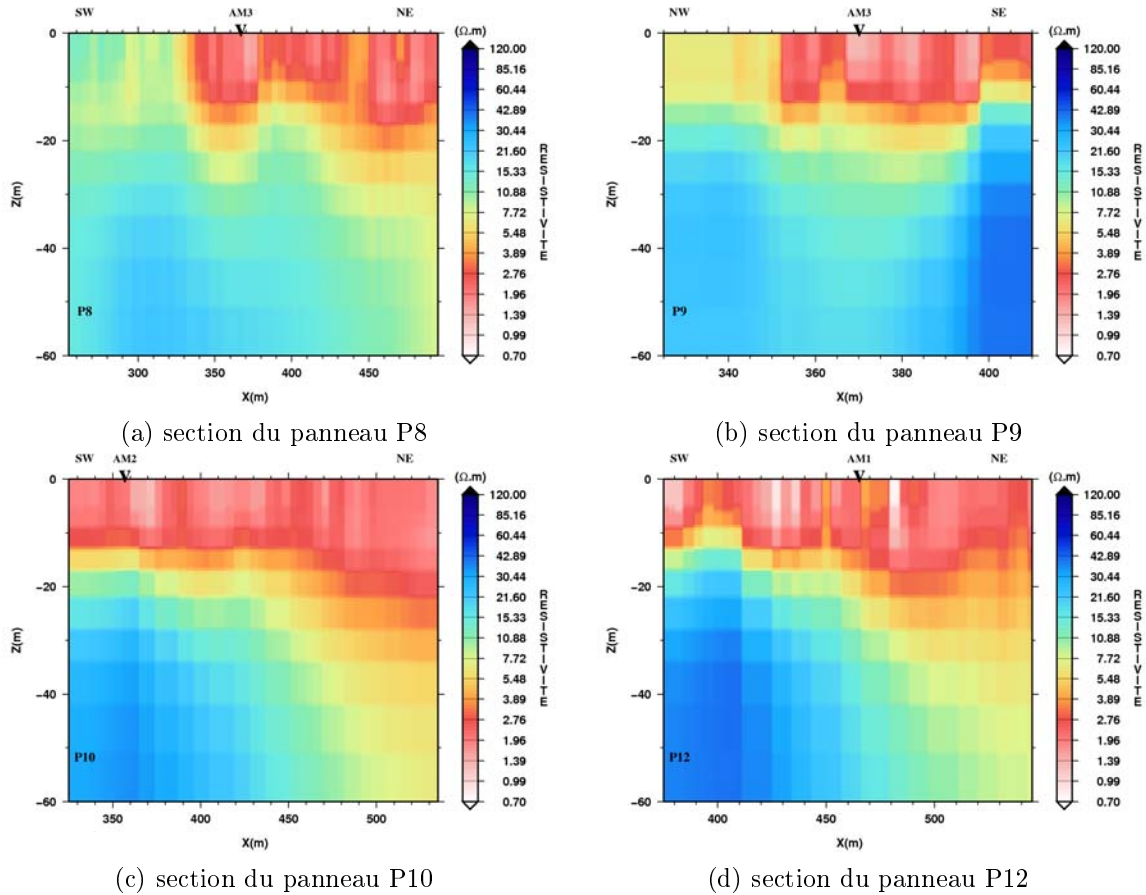 SW AM3 NE (Ω.m)
0
−20
−40
−60
Z(m)
300 350 400 450
X(m)
P8
120.00
85.16
60.42
42.89
30.44
21.60
15.33
10.88
7.72
5.48
3.89
2.76
1.96
1.39
0.99
0.70
RESISTIVITE
(a) section du panneau P8
NW AM3 SE (Ω.m)
0
−20
−40
−60
Z(m)
340 360 380 400
X(m)
P9
120.00
85.16
60.42
42.89
30.44
21.60
15.33
10.88
7.72
5.48
3.89
2.76
1.96
1.39
0.99
0.70
RESISTIVITE
(b) section du panneau P9
SW AM2 NE (Ω.m)
0
−20
−40
−60
Z(m)
350 400 450 500
X(m)
P10
120.00
85.16
60.42
42.89
30.44
21.60
15.33
10.88
7.72
5.48
3.89
2.76
1.96
1.39
0.99
0.70
RESISTIVITE
(c) section du panneau P10
SW AM1 NE (Ω.m)
0
−20
−40
−60
Z(m)
400 450 500
X(m)
P12
120.00
85.16
60.42
42.89
30.44
21.60
15.33
10.88
7.72
5.48
3.89
2.76
1.96
1.39
0.99
0.70
RESISTIVITE
(d) section du panneau P12